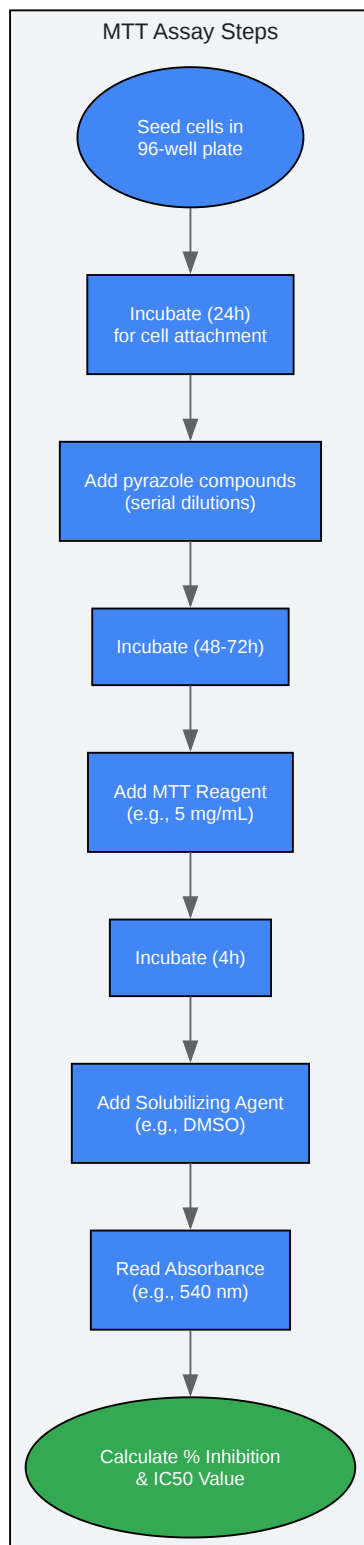 MTT Assay Steps
Seed cells in
96-well plate
Incubate (24h)
for cell attachment
Add pyrazole compounds
(serial dilutions)
Incubate (48-72h)
Add MTT Reagent
(e.g., 5 mg/mL)
Incubate (4h)
Add Solubilizing Agent
(e.g., DMSO)
Read Absorbance
(e.g., 540 nm)
Calculate % Inhibition
& IC50 Value